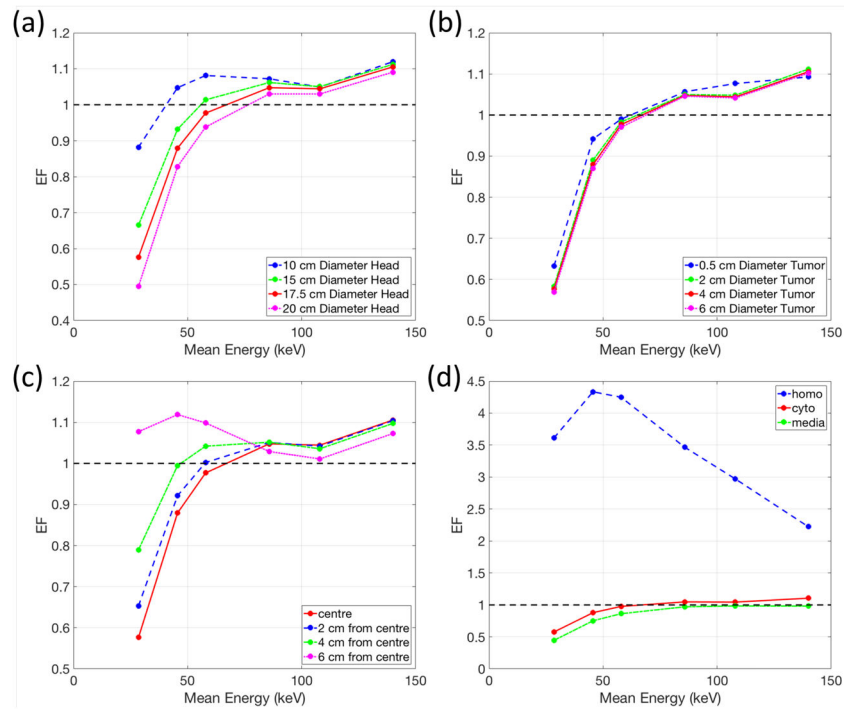 (a)
1.2
1.1
1
0.9
0.8
0.7
0.6
0.5
0.4
EF
10 cm Diameter Head
15 cm Diameter Head
17.5 cm Diameter Head
20 cm Diameter Head
0
50
100
150
Mean Energy (keV)
(b)
1.2
1.1
1
0.9
0.8
0.7
0.6
0.5
EF
0.5 cm Diameter Tumor
2 cm Diameter Tumor
4 cm Diameter Tumor
6 cm Diameter Tumor
0
50
100
150
Mean Energy (keV)
(c)
1.2
1.1
1
0.9
0.8
0.7
0.6
0.5
EF
centre
2 cm from centre
4 cm from centre
6 cm from centre
0
50
100
150
Mean Energy (keV)
(d)
4.5
4
3.5
3
2.5
2
1.5
1
0.5
0
EF
homo
cyto
media
0
50
100
150
Mean Energy (keV)